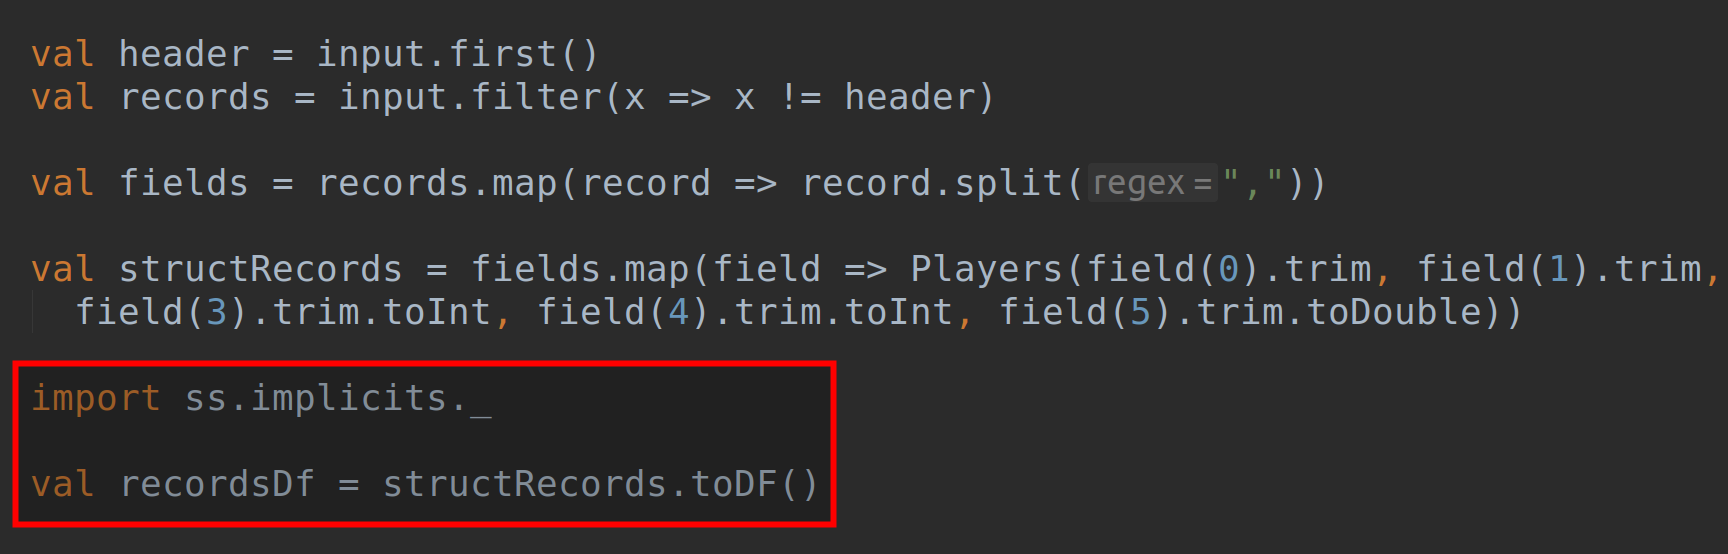 val header = input.first()
val records = input.filter(x => x != header)
val fields = records.map(record => record.split( regex = ","))
val structRecords = fields.map(field => Players(field(0).trim, field(1).trim,
field(3).trim.toInt, field(4).trim.toInt, field(5).trim.toDouble))
import ss.implicits._
val recordsDf = structRecords.toDF()